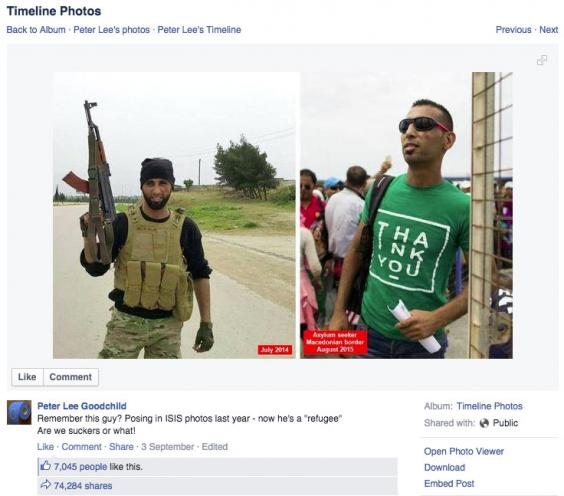 Timeline Photos
Back to Album · Peter Lee's photos · Peter Lee's Timeline
Previous · Next
July 2014
THA
NK
YOU
Asylum seeker
Macedonian border
August 2015
Like Comment
Peter Lee Goodchild
Remember this guy? Posing in ISIS photos last year - now he's a "refugee"
Are we suckers or what!
Like · Comment · Share · 3 September · Edited
7,045 people like this.
74,284 shares
Album: Timeline Photos
Shared with: Public
Open Photo Viewer
Download
Embed Post